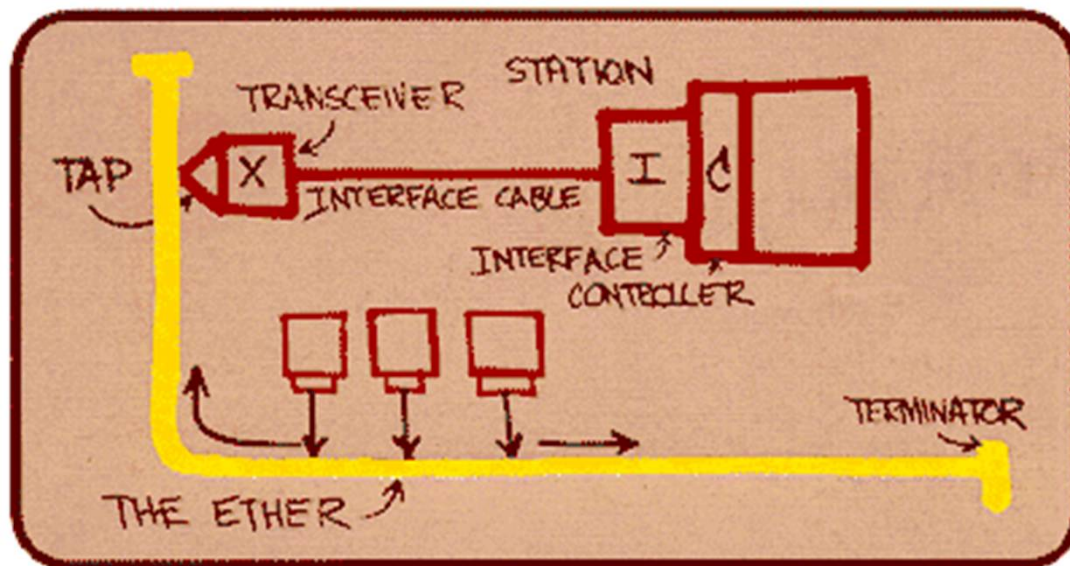 STATION
TRANSCEIVER
TAP
X
I
C
INTERFACE CABLE
INTERFACE
CONTROLLER
TERMINATOR
THE ETHER